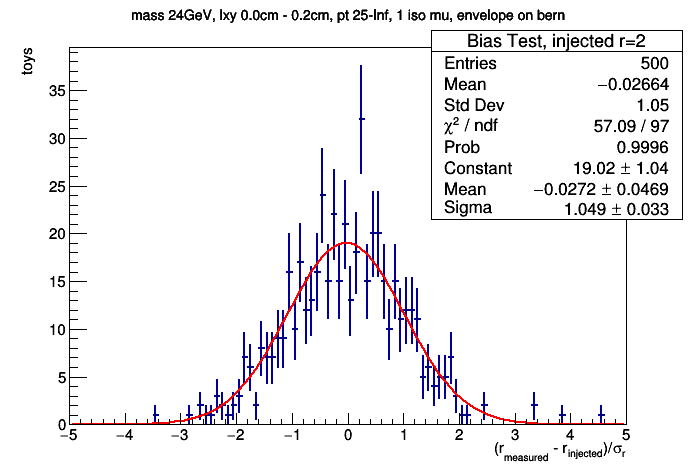 mass 24GeV, lxy 0.0cm - 0.2cm, pt 25-Inf, 1 iso mu, envelope on bern
Bias Test, injected r=2
Entries 500
Mean −0.02664
Std Dev 1.05
χ² / ndf 57.09 / 97
Prob 0.9996
Constant 19.02 ± 1.04
Mean −0.0272 ± 0.0469
Sigma 1.049 ± 0.033
toys
35
30
25
20
15
10
5
0
−5 −4 −3 −2 −1 0 1 2 3 4 5
(r_measured - r_injected)/σ_r